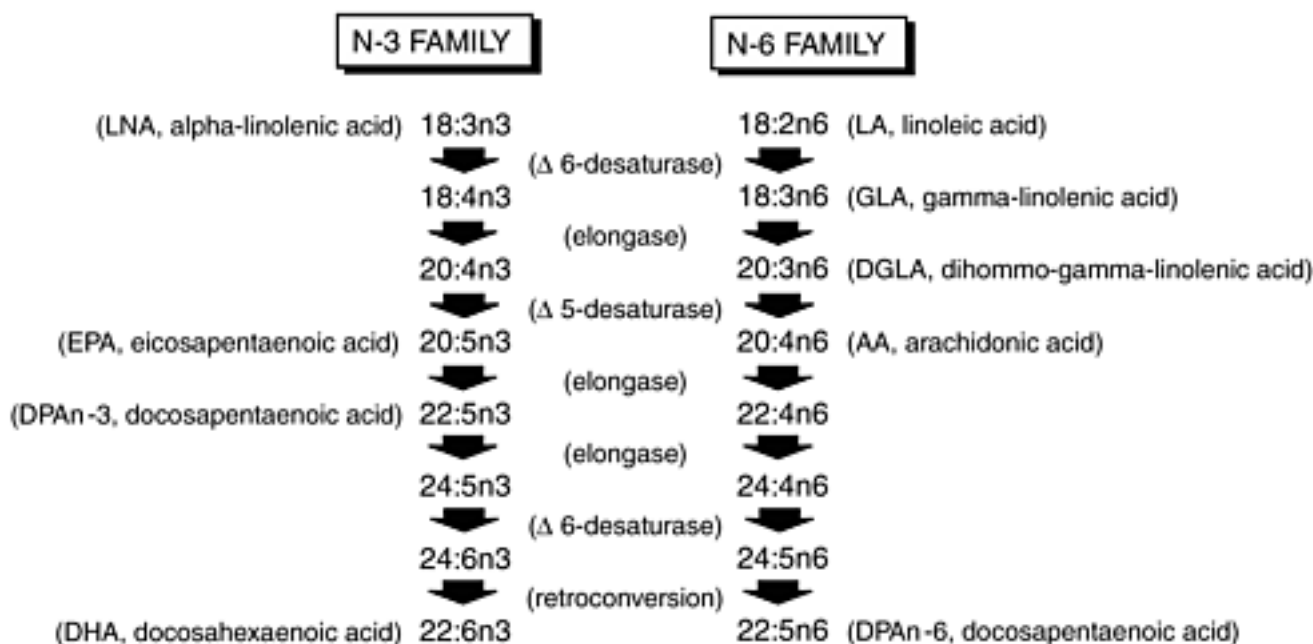 N-3 FAMILY N-6 FAMILY
(LNA, alpha-linolenic acid) 18:3n3 18:2n6 (LA, linoleic acid)
(Δ 6-desaturase)
18:4n3 18:3n6 (GLA, gamma-linolenic acid)
(elongase)
20:4n3 20:3n6 (DGLA, dihommo-gamma-linolenic acid)
(Δ 5-desaturase)
(EPA, eicosapentaenoic acid) 20:5n3 20:4n6 (AA, arachidonic acid)
(elongase)
(DPAn-3, docosapentaenoic acid) 22:5n3 22:4n6
(elongase)
24:5n3 24:4n6
(Δ 6-desaturase)
24:6n3 24:5n6
(retroconversion)
(DHA, docosahexaenoic acid) 22:6n3 22:5n6 (DPAn-6, docosapentaenoic acid)